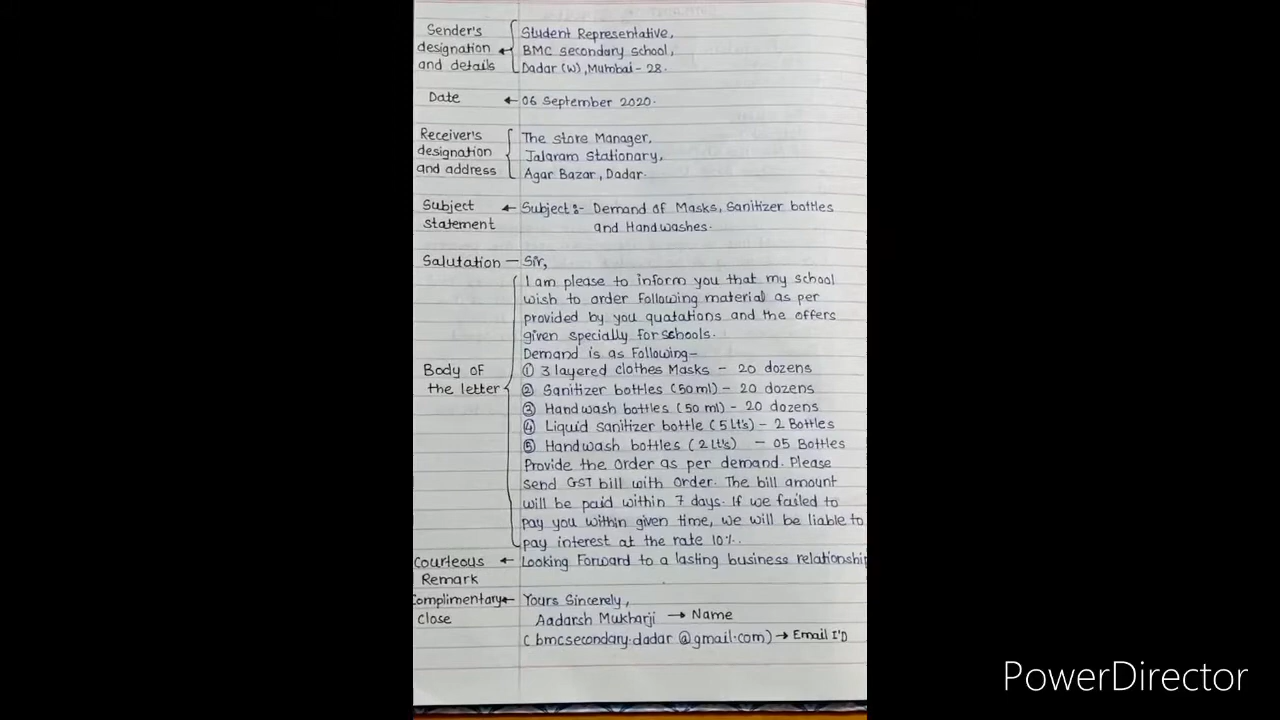 Sender's
designation
and details
Student Representative,
BMC secondary school,
Dadar (W), Mumbai - 28.
Date
06 September 2020.
Receiver's
designation
and address
The store Manager,
Jalaram Stationary,
Agar Bazar, Dadar.
Subject
statement
Subject :- Demand of Masks, Sanitizer bottles
and Handwashes.
Salutation — Sir,
Body of
the letter
I am please to inform you that my school
wish to order following material as per
provided by you quatations and the offers
given specially for schools.
Demand is as Following-
① 3 layered clothes Masks - 20 dozens
② Sanitizer bottles (50ml) - 20 dozens
③ Handwash bottles (50 ml) - 20 dozens
④ Liquid sanitizer bottle (5 Lt's) - 2 Bottles
⑤ Handwash bottles (2 Lt's) - 05 Bottles
Provide the order as per demand. Please
send GST bill with order. The bill amount
will be paid within 7 days. If we failed to
pay you within given time, we will be liable to
pay interest at the rate 10%.
Courteous
Remark
Looking Forward to a lasting business relationship
Complimentary
close
Yours Sincerely,
Aadarsh Mukharji → Name
(bmcsecondary.dadar@gmail.com) → Email I'D
PowerDirector